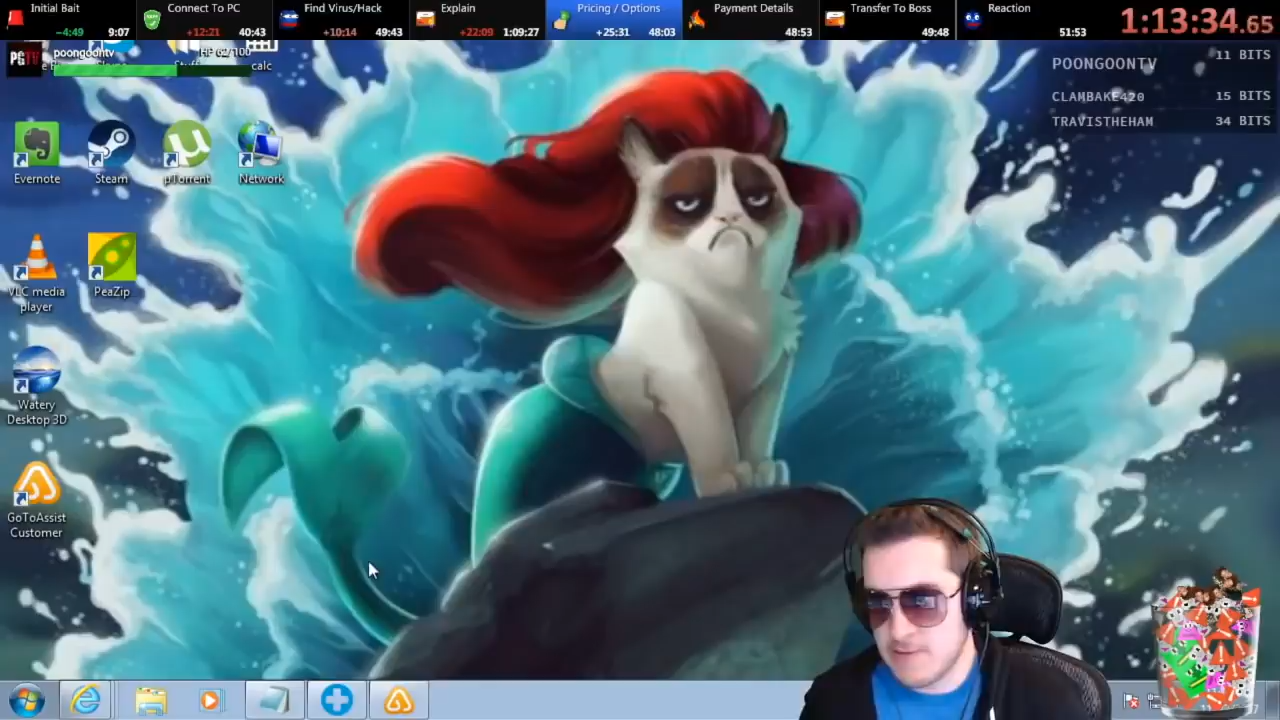 Initial Bait
-4:49 9:07
Connect To PC
+12:21 40:43
Find Virus/Hack
+10:14 49:43
Explain
+22:09 1:09:27
Pricing / Options
+25:31 48:03
Payment Details
48:53
Transfer To Boss
49:48
Reaction
51:53
1:13:34.65
PGTV
poongoontv
calc
POONGOONTV 11 BITS
CLAMBAKE420 15 BITS
TRAVISTHEHAM 34 BITS
Evernote
Steam
µTorrent
Network
VLC media
player
PeaZip
Watery
Desktop 3D
GoToAssist
Customer